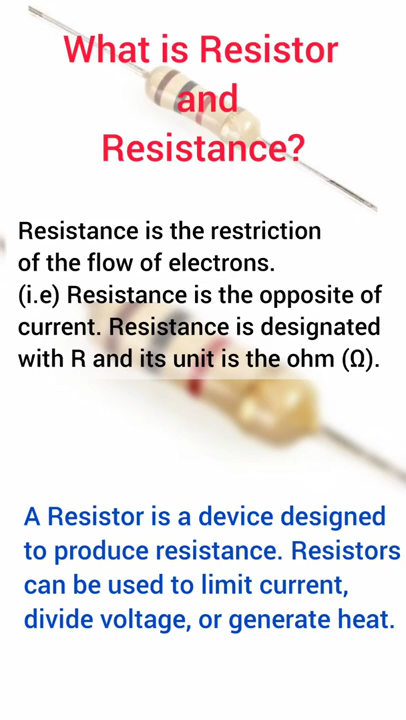 What is Resistor
and
Resistance?
Resistance is the restriction
of the flow of electrons.
(i.e) Resistance is the opposite of
current. Resistance is designated
with R and its unit is the ohm (Ω).
A Resistor is a device designed
to produce resistance. Resistors
can be used to limit current,
divide voltage, or generate heat.